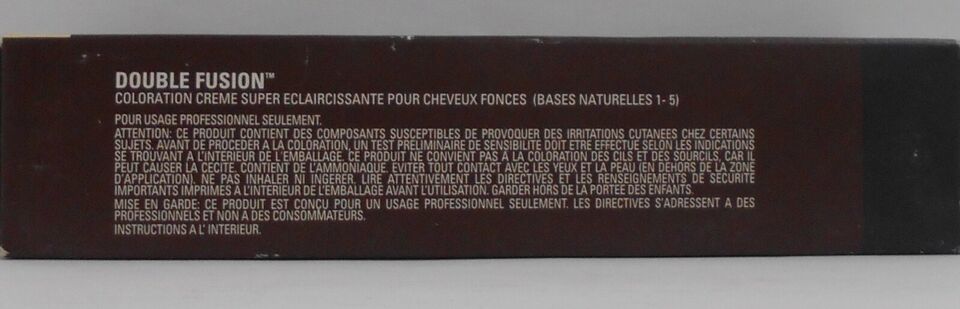 DOUBLE FUSION™
COLORATION CREME SUPER ECLAIRCISSANTE POUR CHEVEUX FONCES (BASES NATURELLES 1- 5)
POUR USAGE PROFESSIONNEL SEULEMENT.
ATTENTION: CE PRODUIT CONTIENT DES COMPOSANTS SUSCEPTIBLES DE PROVOQUER DES IRRITATIONS CUTANEES CHEZ CERTAINS
SUJETS. AVANT DE PROCEDER A LA COLORATION, UN TEST PRELIMINAIRE DE SENSIBILITE DOIT ETRE EFFECTUE SELON LES INDICATIONS
SE TROUVANT A L'INTERIEUR DE L'EMBALLAGE. CE PRODUIT NE CONVIENT PAS A LA COLORATION DES CILS ET DES SOURCILS, CAR IL
PEUT CAUSER LA CECITE. CONTIENT DE L'AMMONIAQUE. EVITER TOUT CONTACT AVEC LES YEUX ET LA PEAU (EN DEHORS DE LA ZONE
D'APPLICATION). NE PAS INHALER NI INGERER. LIRE ATTENTIVEMENT LES DIRECTIVES ET LES RENSEIGNEMENTS DE SECURITE
IMPORTANTS IMPRIMES A L'INTERIEUR DE L'EMBALLAGE AVANT L'UTILISATION. GARDER HORS DE LA PORTEE DES ENFANTS.
MISE EN GARDE: CE PRODUIT EST CONÇU POUR UN USAGE PROFESSIONNEL SEULEMENT. LES DIRECTIVES S'ADRESSENT A DES
PROFESSIONNELS ET NON A DES CONSOMMATEURS.
INSTRUCTIONS A L' INTERIEUR.